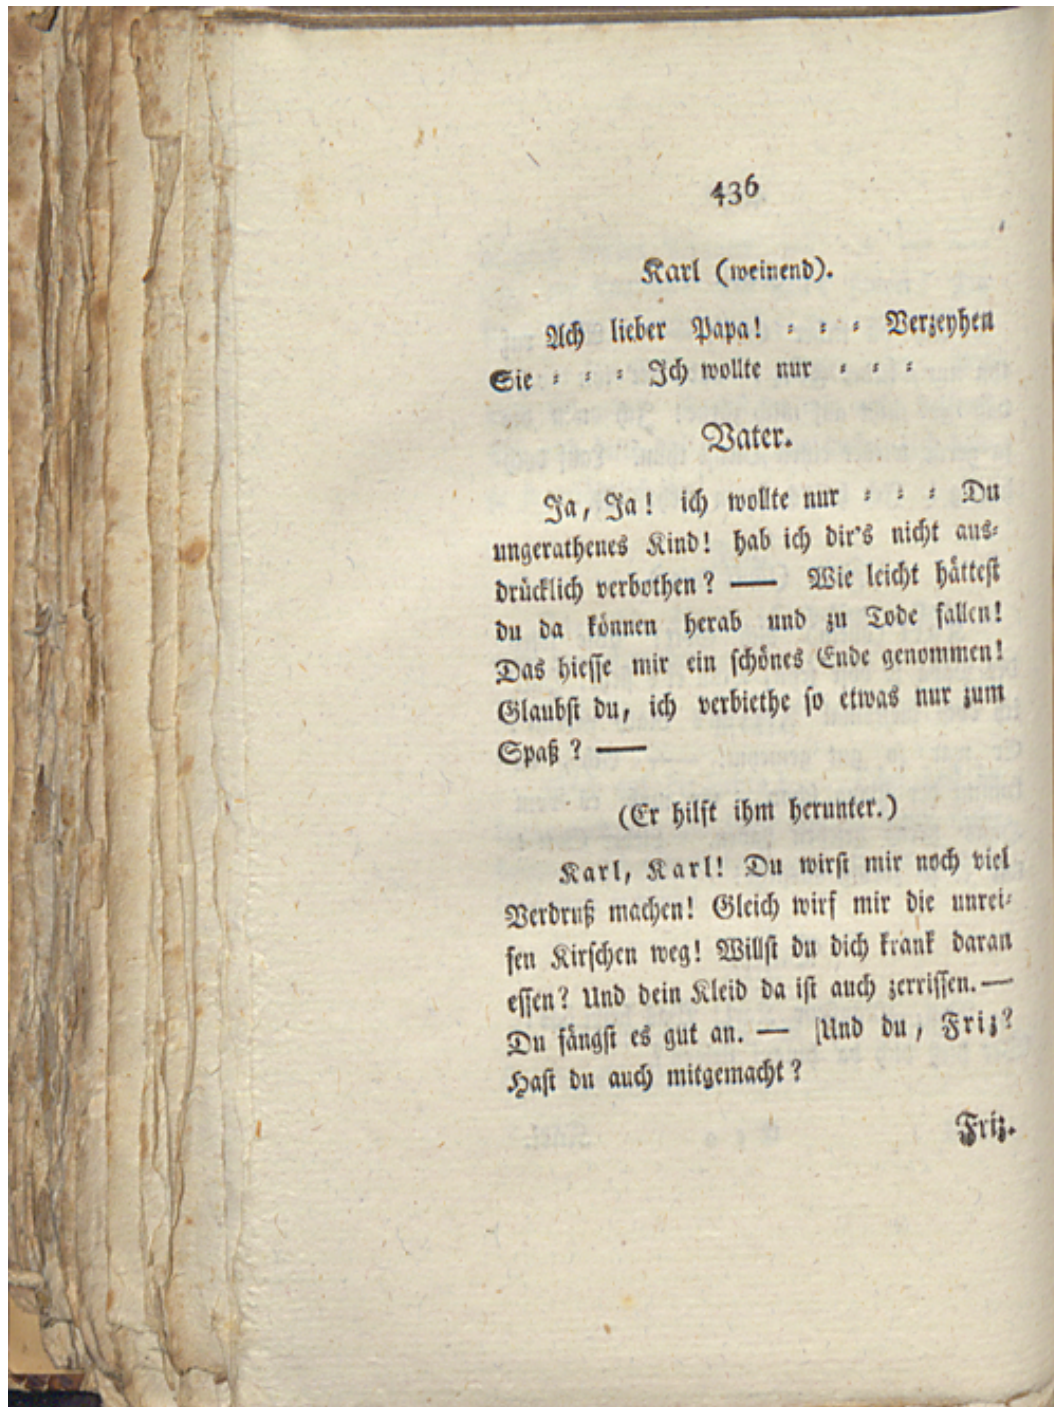 436
Karl (weinend).
Ach lieber Papa! ⸗ ⸗ ⸗ Verzeyhen
Sie ⸗ ⸗ ⸗ Ich wollte nur ⸗ ⸗ ⸗
Vater.
Ja, Ja! ich wollte nur ⸗ ⸗ ⸗ Du
ungerathenes Kind! hab ich dir's nicht aus⸗
drücklich verbothen? — Wie leicht hättest
du da können herab und zu Tode fallen!
Das hiesse mir ein schönes Ende genommen!
Glaubst du, ich verbiethe so etwas nur zum
Spaß? —
(Er hilft ihm herunter.)
Karl, Karl! Du wirst mir noch viel
Verdruß machen! Gleich wirf mir die unrei⸗
fen Kirschen weg! Willst du dich krank daran
essen? Und dein Kleid da ist auch zerrissen.—
Du fängst es gut an. — Und du, Friz?
Hast du auch mitgemacht?
Friz.